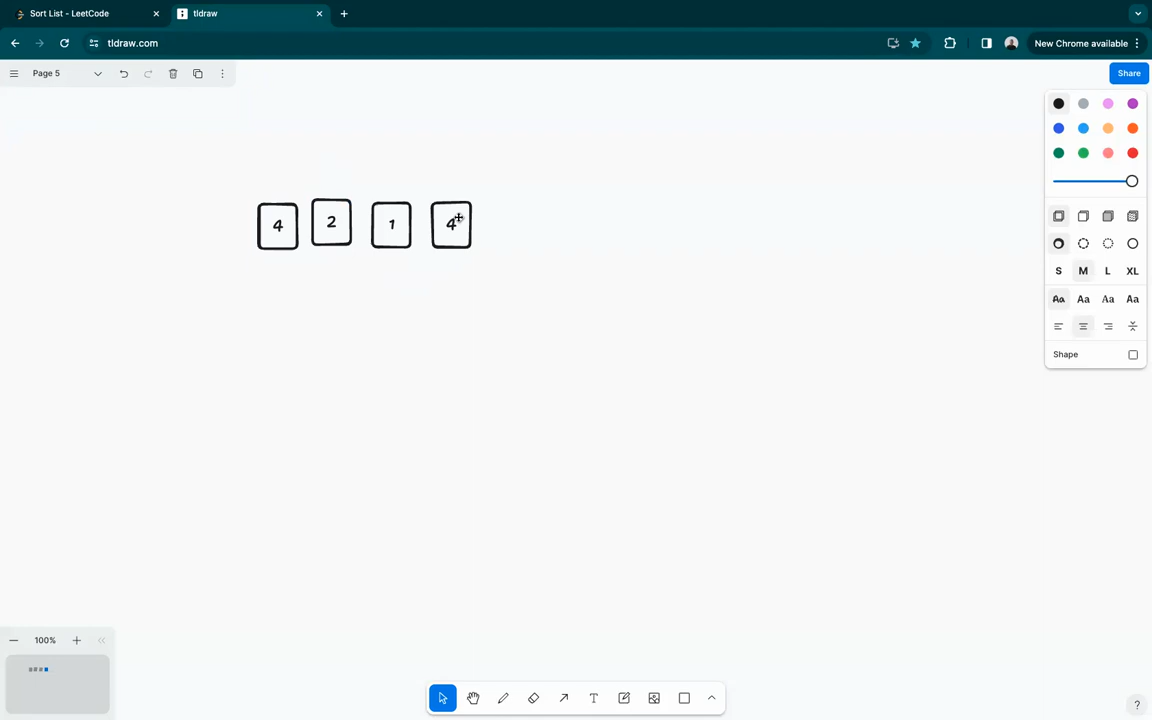 Sort List - LeetCode
tldraw
tldraw.com
New Chrome available
Page 5
Share
4 2 1 4
S M L XL
Aa Aa Aa Aa
Shape
100%
T
?